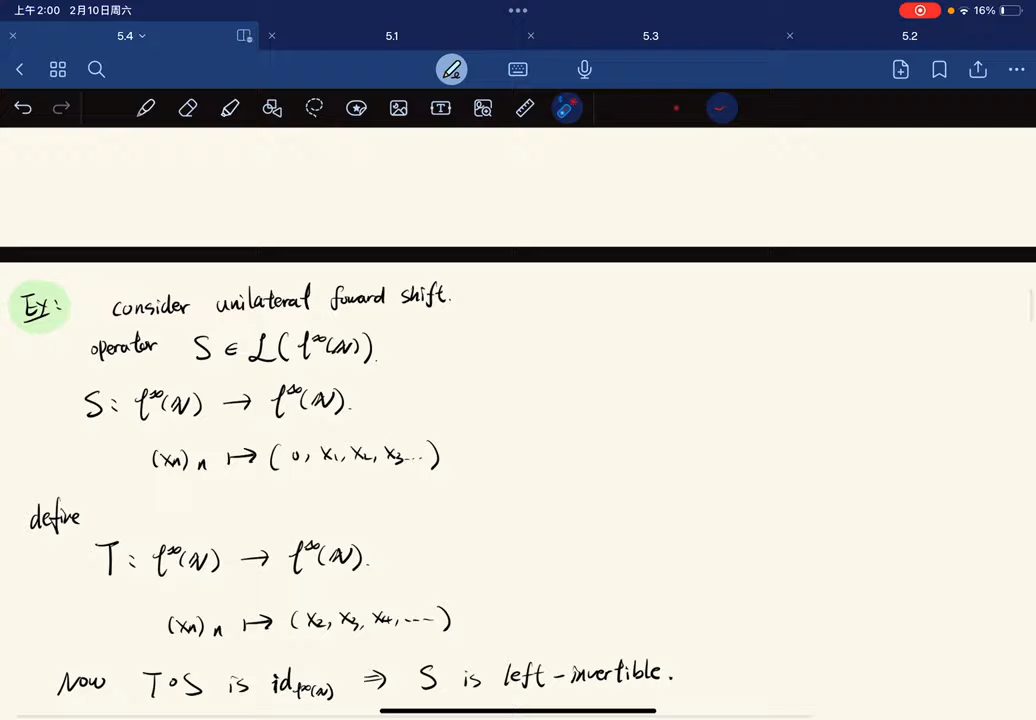 上午2:00 2月10日周六
16%
5.4
5.1
5.3
5.2
Ex: consider unilateral foward shift.
operator S ∈ L(ℓ^∞(N)).
S: ℓ^∞(N) → ℓ^∞(N).
(xn)n ↦ (0, x1, x2, x3...)
define
T: ℓ^∞(N) → ℓ^∞(N).
(xn)n ↦ (x2, x3, x4, ....)
Now T∘S is id_ℓ^∞(N) ⇒ S is left-invertible.